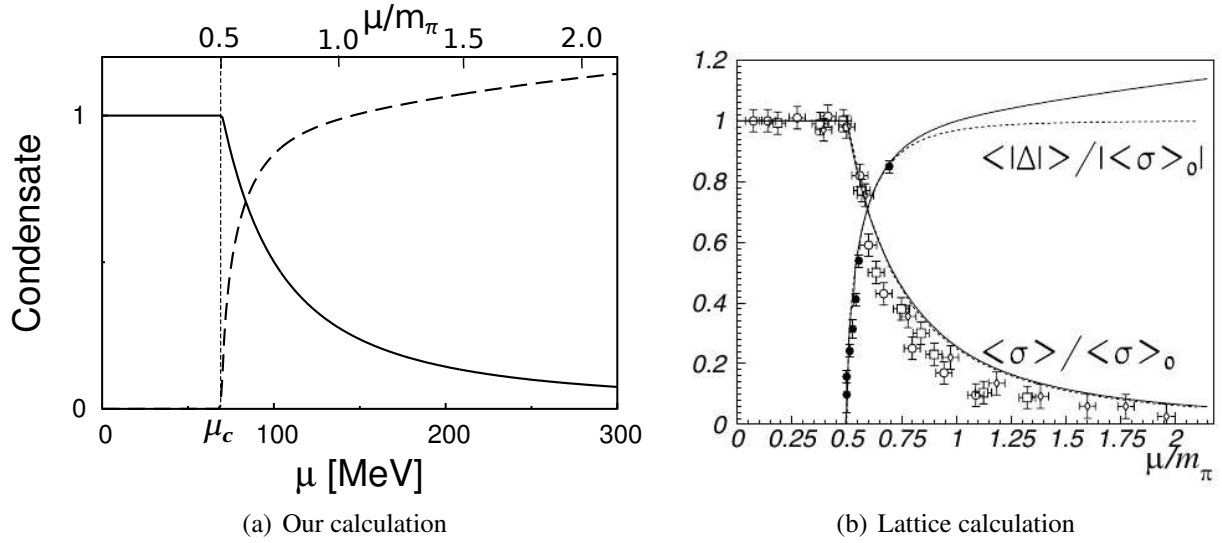 μ/m_π
0.5 1.0 1.5 2.0
Condensate
1
0
0 μ_c 100 200 300
μ [MeV]
(a) Our calculation
1.2
1
0.8
0.6
0.4
0.2
0
<|Δ|>/|<σ>₀|
<σ>/<σ>₀
0 0.25 0.5 0.75 1 1.25 1.5 1.75 2
μ/m_π
(b) Lattice calculation